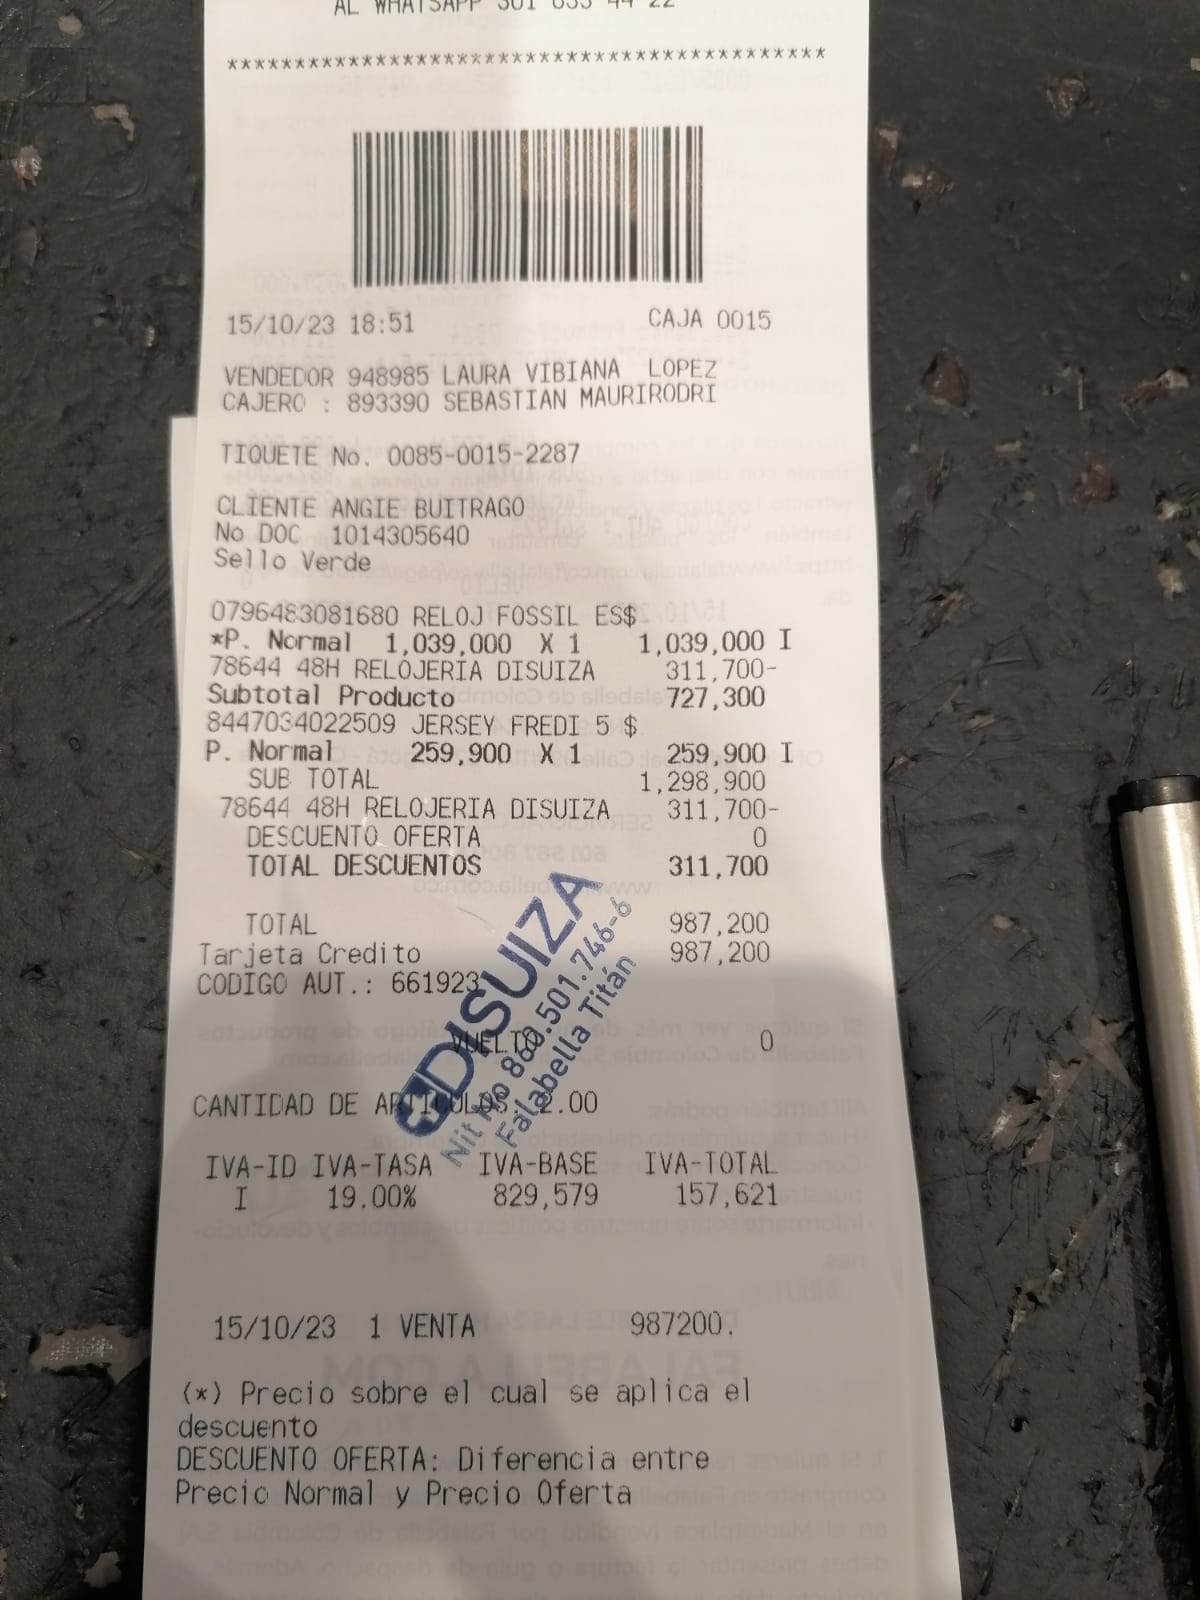 AL WHATSAPP 301 633 44 22
******************************************
15/10/23 18:51 CAJA 0015
VENDEDOR 948985 LAURA VIBIANA LOPEZ
CAJERO : 893390 SEBASTIAN MAURIRODRI
TIQUETE No. 0085-0015-2287
CLIENTE ANGIE BUITRAGO
No DOC 1014305640
Sello Verde
0796483081680 RELOJ FOSSIL ES$
*P. Normal 1,039,000 X 1 1,039,000 I
78644 48H RELOJERIA DISUIZA 311,700-
Subtotal Producto 727,300
8447034022509 JERSEY FREDI 5 $
P. Normal 259,900 X 1 259,900 I
SUB TOTAL 1,298,900
78644 48H RELOJERIA DISUIZA 311,700-
DESCUENTO OFERTA 0
TOTAL DESCUENTOS 311,700
TOTAL 987,200
Tarjeta Credito 987,200
CODIGO AUT.: 661923
DISUIZA
Nit No 860.501.746-6
Falabella Titán
VUELTO 0
CANTIDAD DE ARTICULOS 2.00
IVA-ID IVA-TASA IVA-BASE IVA-TOTAL
I 19.00% 829,579 157,621
15/10/23 1 VENTA 987200.
(*) Precio sobre el cual se aplica el
descuento
DESCUENTO OFERTA: Diferencia entre
Precio Normal y Precio Oferta